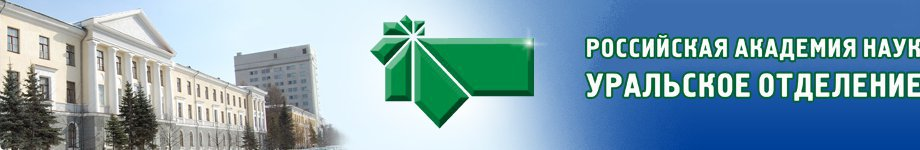 РОССИЙСКАЯ АКАДЕМИЯ НАУК
УРАЛЬСКОЕ ОТДЕЛЕНИЕ